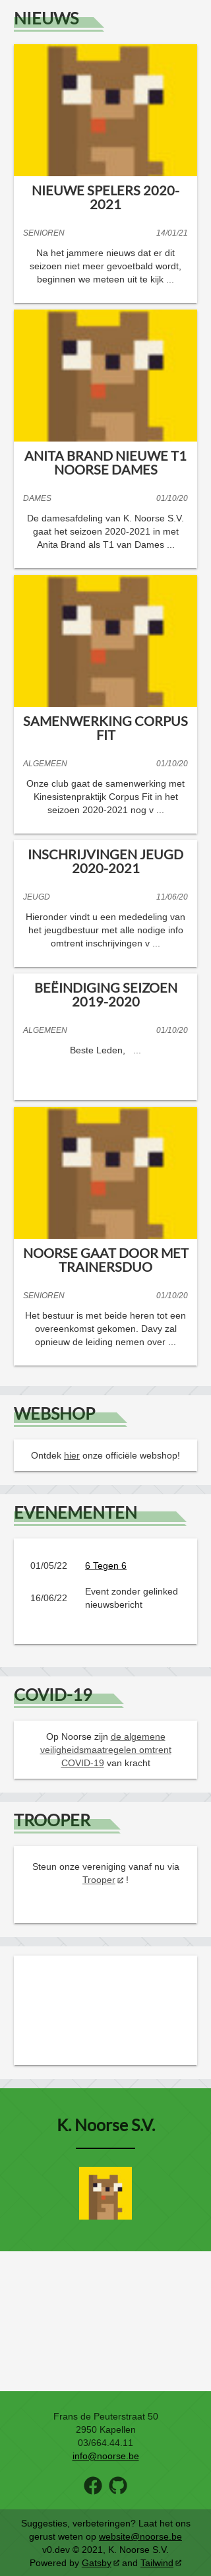 NIEUWS
NIEUWE SPELERS 2020-
2021
SENIOREN 14/01/21
Na het jammere nieuws dat er dit
seizoen niet meer gevoetbald wordt,
beginnen we meteen uit te kijk ...
ANITA BRAND NIEUWE T1
NOORSE DAMES
DAMES 01/10/20
De damesafdeling van K. Noorse S.V.
gaat het seizoen 2020-2021 in met
Anita Brand als T1 van Dames ...
SAMENWERKING CORPUS
FIT
ALGEMEEN 01/10/20
Onze club gaat de samenwerking met
Kinesistenpraktijk Corpus Fit in het
seizoen 2020-2021 nog v ...
INSCHRIJVINGEN JEUGD
2020-2021
JEUGD 11/06/20
Hieronder vindt u een mededeling van
het jeugdbestuur met alle nodige info
omtrent inschrijvingen v ...
BEËINDIGING SEIZOEN
2019-2020
ALGEMEEN 01/10/20
Beste Leden, ...
NOORSE GAAT DOOR MET
TRAINERSDUO
SENIOREN 01/10/20
Het bestuur is met beide heren tot een
overeenkomst gekomen. Davy zal
opnieuw de leiding nemen over ...
WEBSHOP
Ontdek hier onze officiële webshop!
EVENEMENTEN
01/05/22 6 Tegen 6
16/06/22 Event zonder gelinked
nieuwsbericht
COVID-19
Op Noorse zijn de algemene
veiligheidsmaatregelen omtrent
COVID-19 van kracht
TROOPER
Steun onze vereniging vanaf nu via
Trooper !
K. Noorse S.V.
Frans de Peuterstraat 50
2950 Kapellen
03/664.44.11
info@noorse.be
Suggesties, verbeteringen? Laat het ons
gerust weten op website@noorse.be
v0.dev © 2021, K. Noorse S.V.
Powered by Gatsby and Tailwind